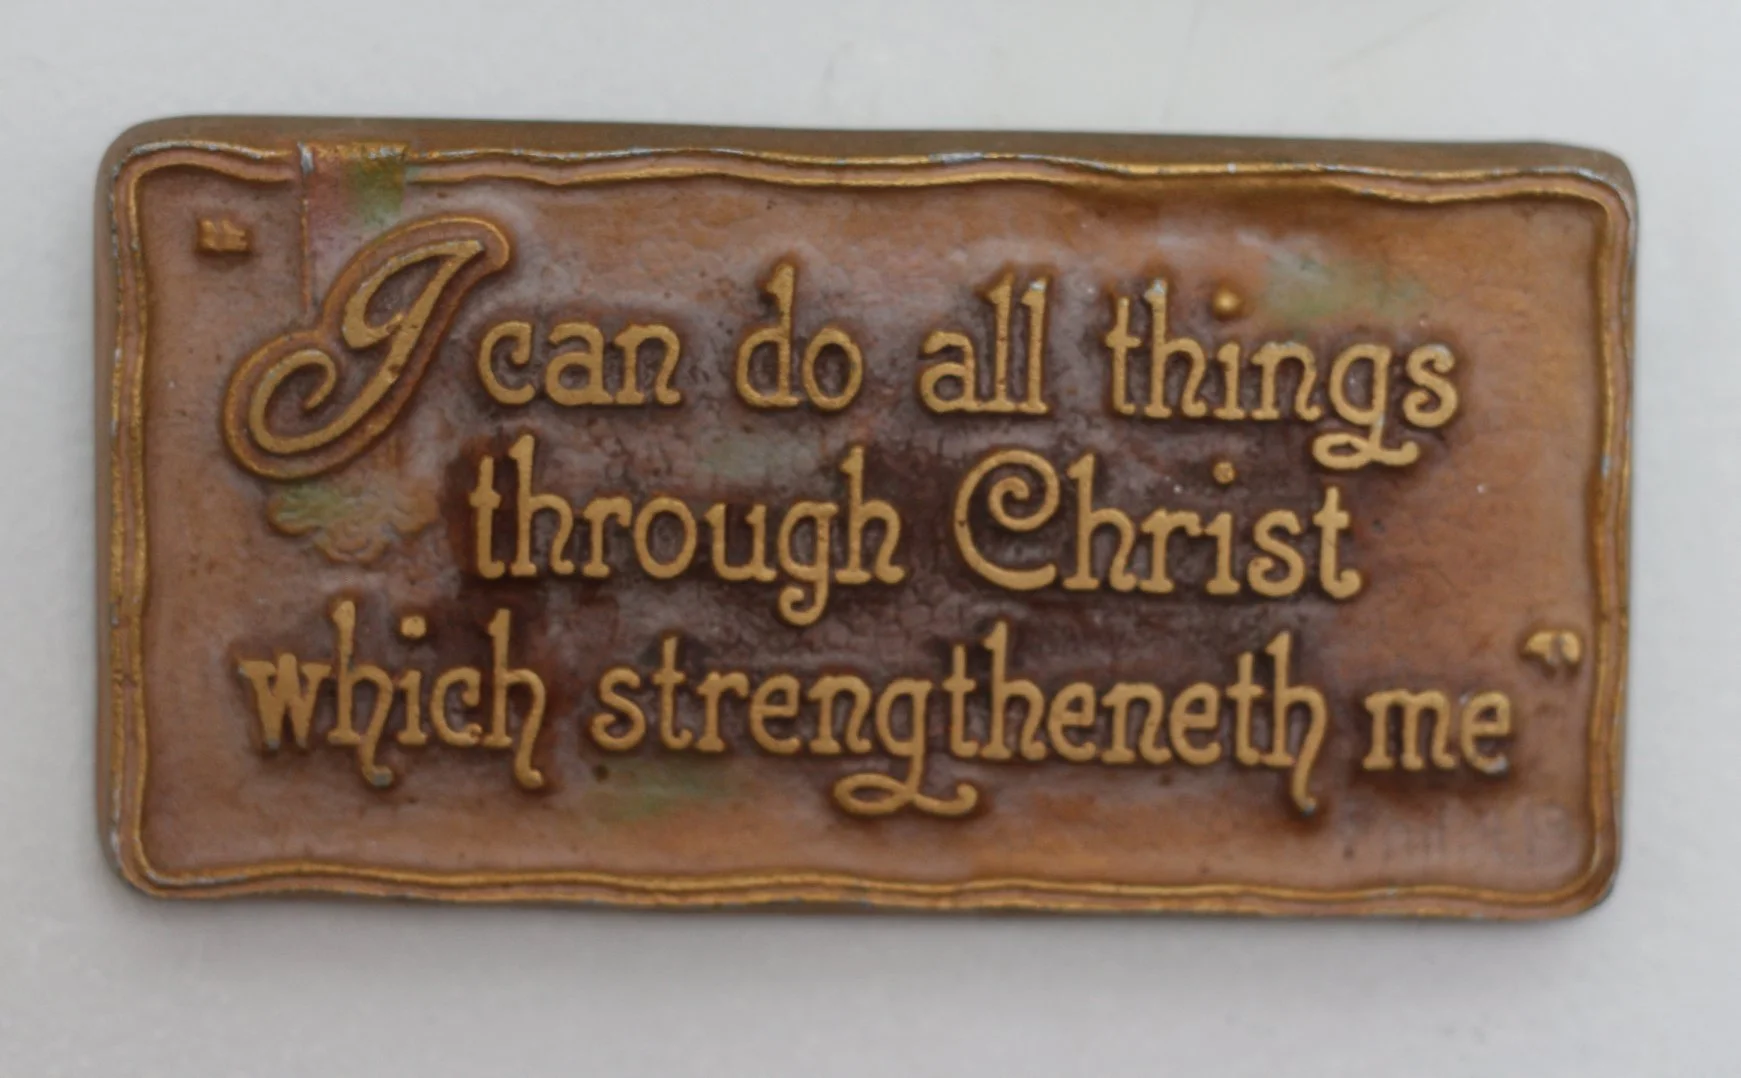 I can do all things
through Christ
which strengtheneth me